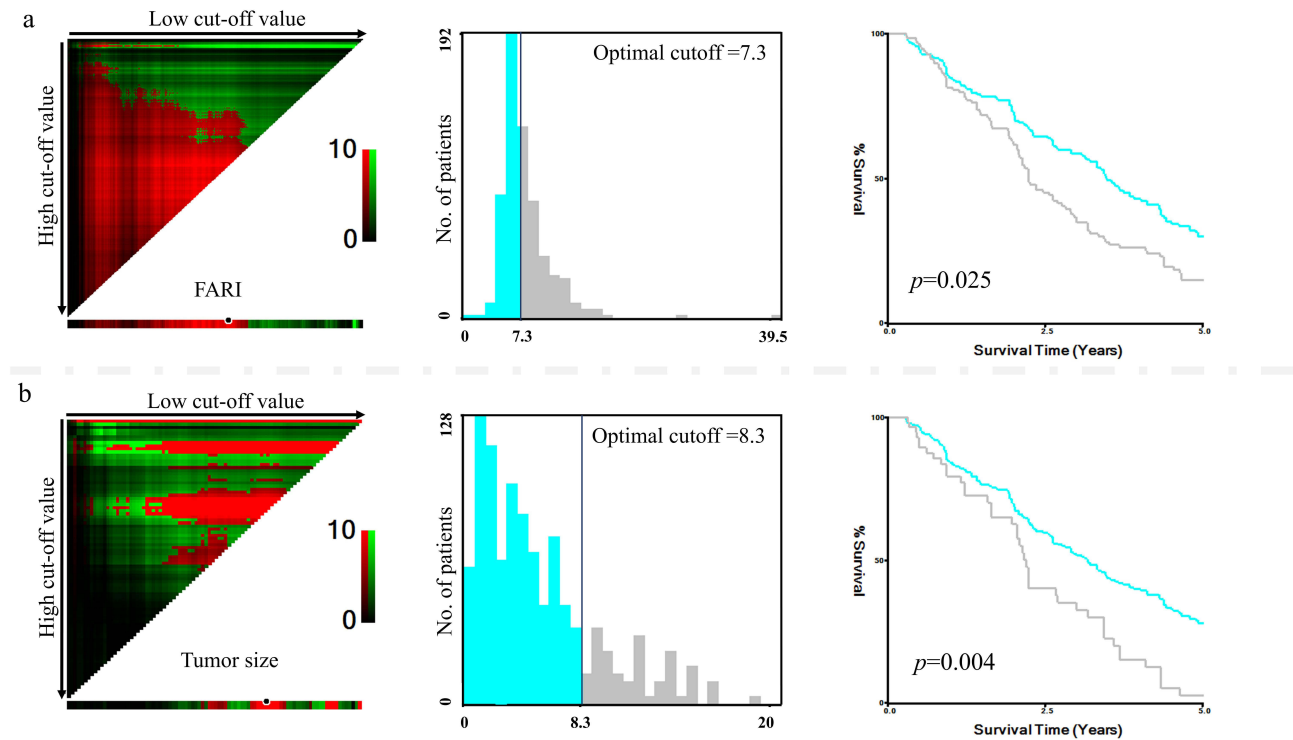 a
Low cut-off value
High cut-off value
10
0
FARI
192
No. of patients
0
Optimal cutoff =7.3
0
7.3
39.5
100
50
0
% Survival
p=0.025
0.0
2.5
5.0
Survival Time (Years)
b
Low cut-off value
High cut-off value
10
0
Tumor size
128
No. of patients
0
Optimal cutoff =8.3
0
8.3
20
100
50
0
% Survival
p=0.004
0.0
2.5
5.0
Survival Time (Years)